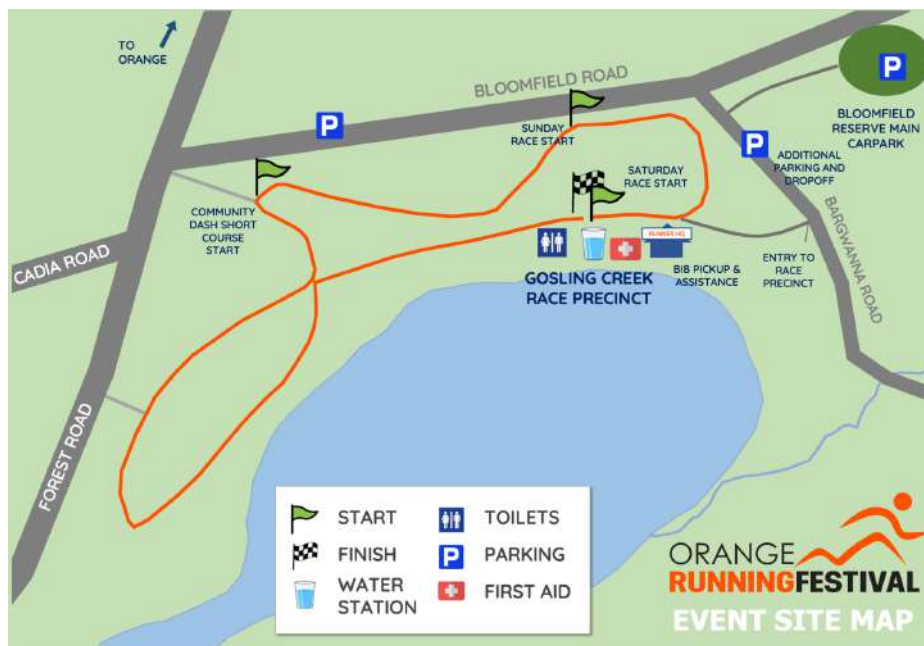 TO
ORANGE
BLOOMFIELD ROAD
P
P
BLOOMFIELD
RESERVE MAIN
CARPARK
SUNDAY
RACE START
P
ADDITIONAL
PARKING AND
DROPOFF
SATURDAY
RACE START
COMMUNITY
DASH SHORT
COURSE
START
CADIA ROAD
RUNNER HQ
GOSLING CREEK
RACE PRECINCT
BIB PICKUP &
ASSISTANCE
ENTRY TO
RACE
PRECINCT
BARGWANNA ROAD
FOREST ROAD
START
TOILETS
FINISH
P
PARKING
WATER
STATION
FIRST AID
ORANGE
RUNNINGFESTIVAL
EVENT SITE MAP